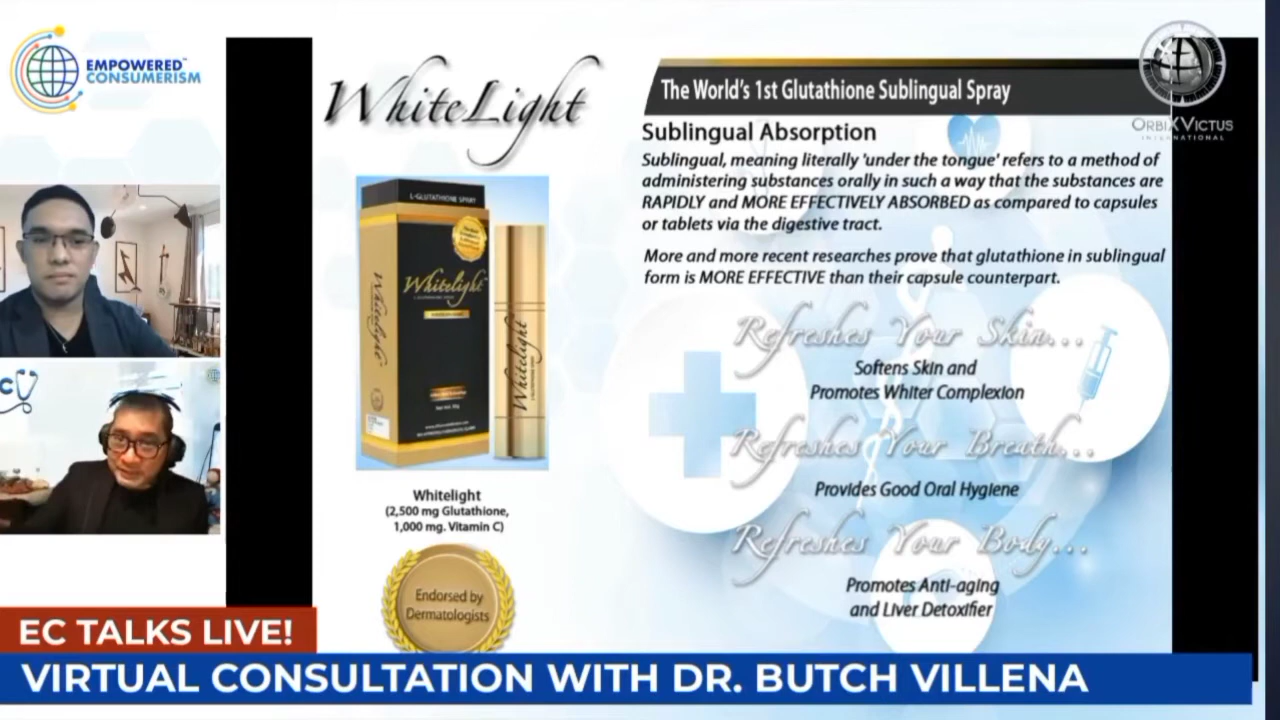 EMPOWERED™
CONSUMERISM
WhiteLight
The World's 1st Glutathione Sublingual Spray
ORBIXVICTUS
INTERNATIONAL
Sublingual Absorption
Sublingual, meaning literally 'under the tongue' refers to a method of
administering substances orally in such a way that the substances are
RAPIDLY and MORE EFFECTIVELY ABSORBED as compared to capsules
or tablets via the digestive tract.
More and more recent researches prove that glutathione in sublingual
form is MORE EFFECTIVE than their capsule counterpart.
L-GLUTATHIONE SPRAY
Whitelight
Whitelight
Whitelight
Refreshes Your Skin...
Softens Skin and
Promotes Whiter Complexion
Refreshes Your Breath...
Provides Good Oral Hygiene
Refreshes Your Body...
Promotes Anti-aging
and Liver Detoxifier
Whitelight
(2,500 mg Glutathione,
1,000 mg. Vitamin C)
Endorsed by
Dermatologists
EC TALKS LIVE!
VIRTUAL CONSULTATION WITH DR. BUTCH VILLENA